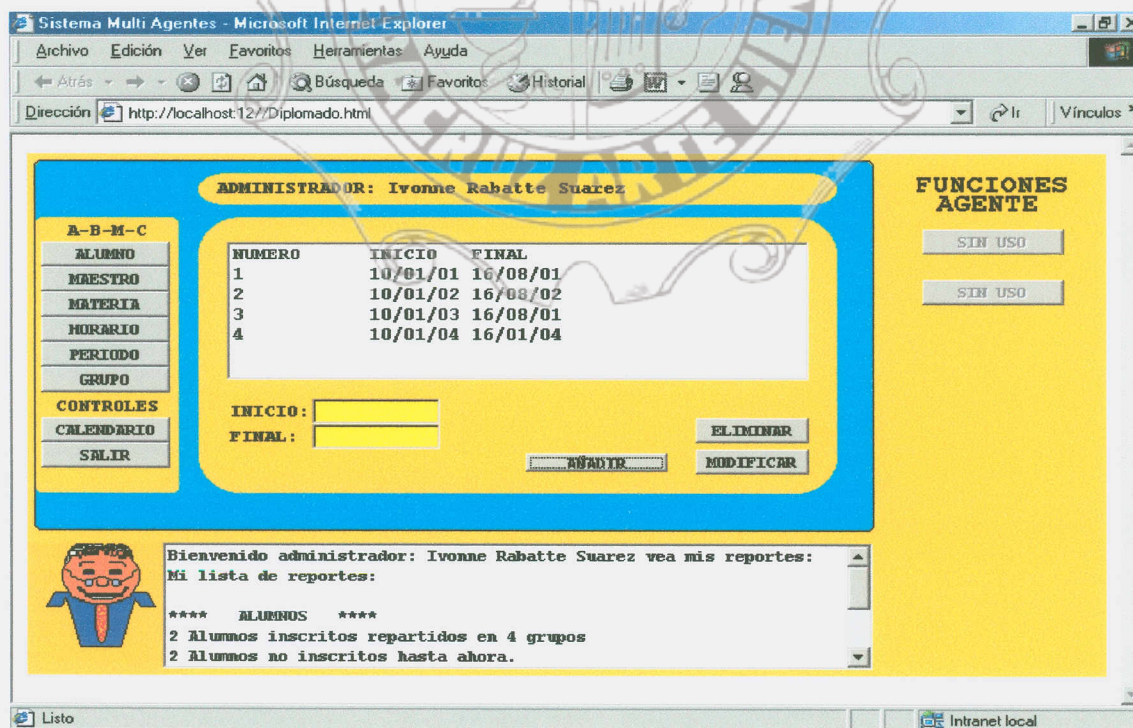 Sistema Multi Agentes - Microsoft Internet Explorer
Archivo Edición Ver Favoritos Herramientas Ayuda
Atrás Búsqueda Favoritos Historial
Dirección http://localhost:12//Diplomado.html Ir Vínculos
ADMINISTRADOR: Ivonne Rabatte Suarez
FUNCIONES
AGENTE
SIN USO
SIN USO
A-B-M-C
ALUMNO
MAESTRO
MATERIA
HORARIO
PERIODO
GRUPO
CONTROLES
CALENDARIO
SALIR
NUMERO INICIO FINAL
1 10/01/01 16/08/01
2 10/01/02 16/08/02
3 10/01/03 16/08/01
4 10/01/04 16/01/04
INICIO:
FINAL:
ELIMINAR
AÑADIR
MODIFICAR
Bienvenido administrador: Ivonne Rabatte Suarez vea mis reportes:
Mi lista de reportes:
**** ALUMNOS ****
2 Alumnos inscritos repartidos en 4 grupos
2 Alumnos no inscritos hasta ahora.
Listo
Intranet local